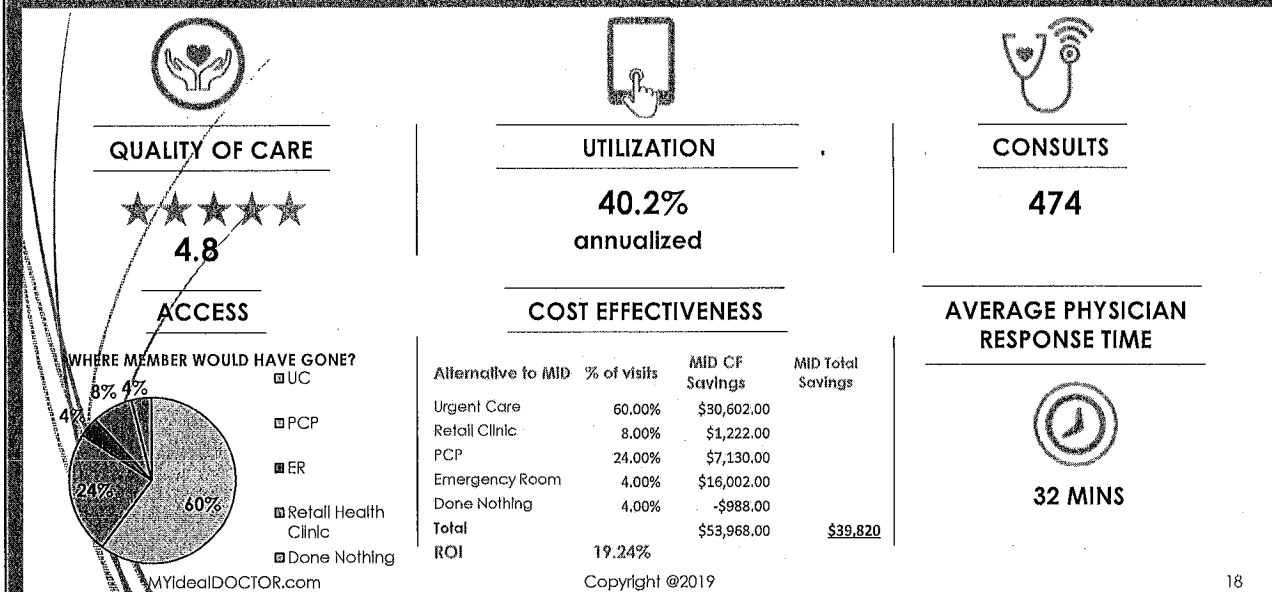 QUALITY OF CARE
4.8
UTILIZATION
40.2%
annualized
CONSULTS
474
ACCESS
WHERE MEMBER WOULD HAVE GONE?
8% 4%
4%
24%
60%
UC
PCP
ER
Retail Health
Clinic
Done Nothing
COST EFFECTIVENESS
Alternative to MID % of visits MID CF Savings MID Total Savings
Urgent Care 60.00% $30,602.00
Retail Clinic 8.00% $1,222.00
PCP 24.00% $7,130.00
Emergency Room 4.00% $16,002.00
Done Nothing 4.00% -$988.00
Total $53,968.00 $39,820
ROI 19.24%
AVERAGE PHYSICIAN
RESPONSE TIME
32 MINS
MYidealDOCTOR.com Copyright @2019 18